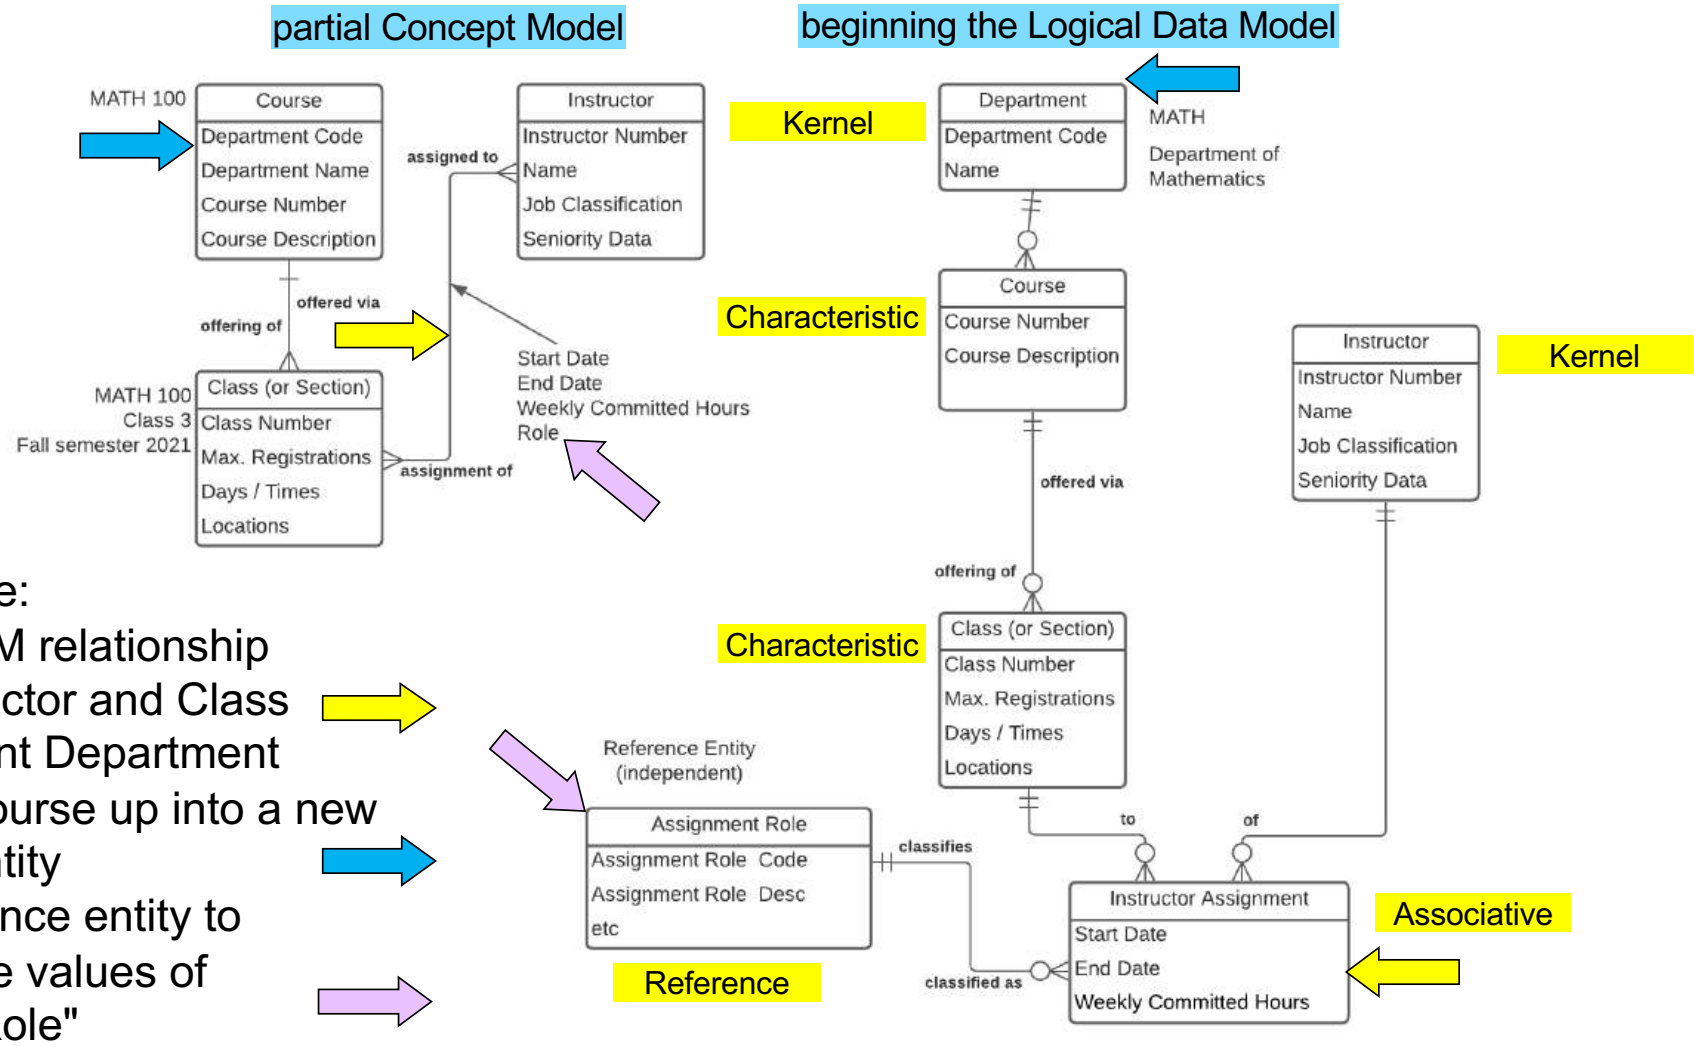 partial Concept Model
beginning the Logical Data Model
MATH 100
Course
Department Code
Department Name
Course Number
Course Description
Instructor
Instructor Number
Name
Job Classification
Seniority Data
assigned to
offered via
offering of
Start Date
End Date
Weekly Committed Hours
Role
MATH 100
Class 3
Fall semester 2021
Class (or Section)
Class Number
Max. Registrations
Days / Times
Locations
assignment of
Kernel
Department
Department Code
Name
MATH
Department of
Mathematics
Characteristic
Course
Course Number
Course Description
Instructor
Instructor Number
Name
Job Classification
Seniority Data
Kernel
offered via
offering of
Characteristic
Class (or Section)
Class Number
Max. Registrations
Days / Times
Locations
e:
M relationship
ctor and Class
nt Department
ourse up into a new
ntity
nce entity to
e values of
ole"
Reference Entity
(independent)
Assignment Role
Assignment Role Code
Assignment Role Desc
etc
Reference
classifies
classified as
to
of
Instructor Assignment
Start Date
End Date
Weekly Committed Hours
Associative